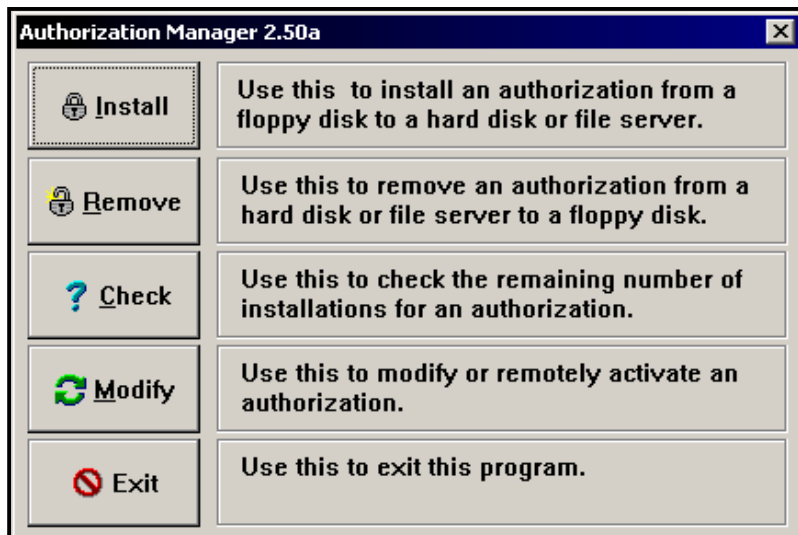 Authorization Manager 2.50a
Install
Use this  to install an authorization from a
floppy disk to a hard disk or file server.
Remove
Use this to remove an authorization from a
hard disk or file server to a floppy disk.
Check
Use this to check the remaining number of
installations for an authorization.
Modify
Use this to modify or remotely activate an
authorization.
Exit
Use this to exit this program.